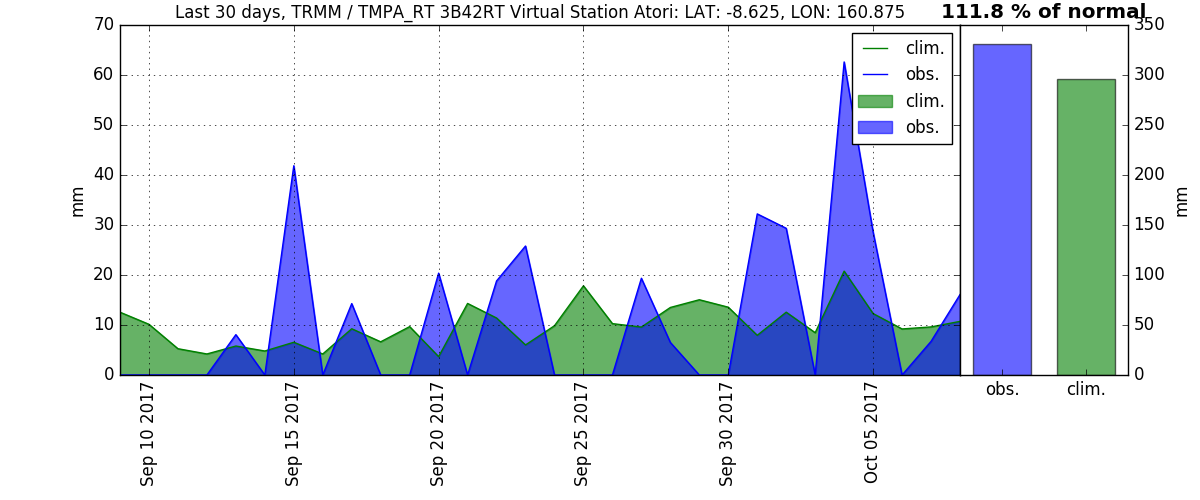 Last 30 days, TRMM / TMPA_RT 3B42RT Virtual Station Atori: LAT: -8.625, LON: 160.875
111.8 % of normal
mm
70
60
50
40
30
20
10
0
clim.
obs.
clim.
obs.
Sep 10 2017
Sep 15 2017
Sep 20 2017
Sep 25 2017
Sep 30 2017
Oct 05 2017
350
300
250
200
150
100
50
0
mm
obs.
clim.